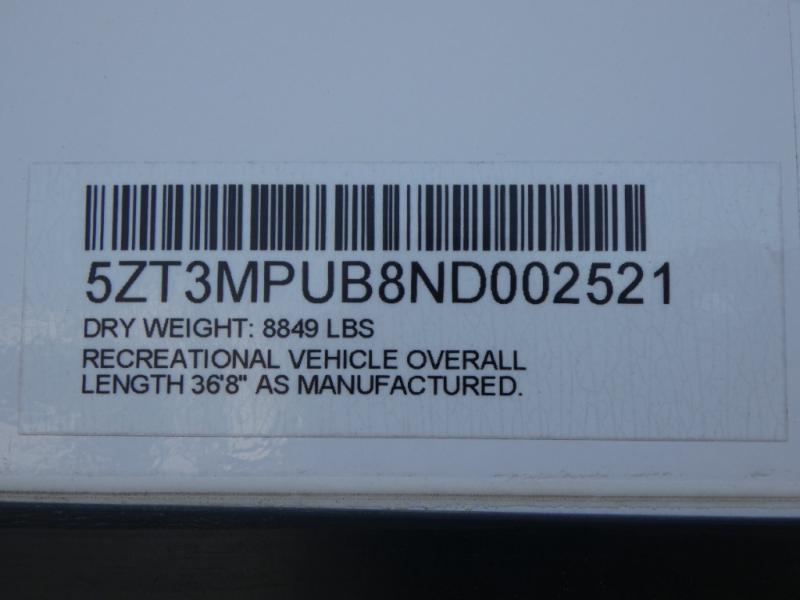 5ZT3MPUB8ND002521
DRY WEIGHT: 8849 LBS
RECREATIONAL VEHICLE OVERALL
LENGTH 36'8" AS MANUFACTURED.